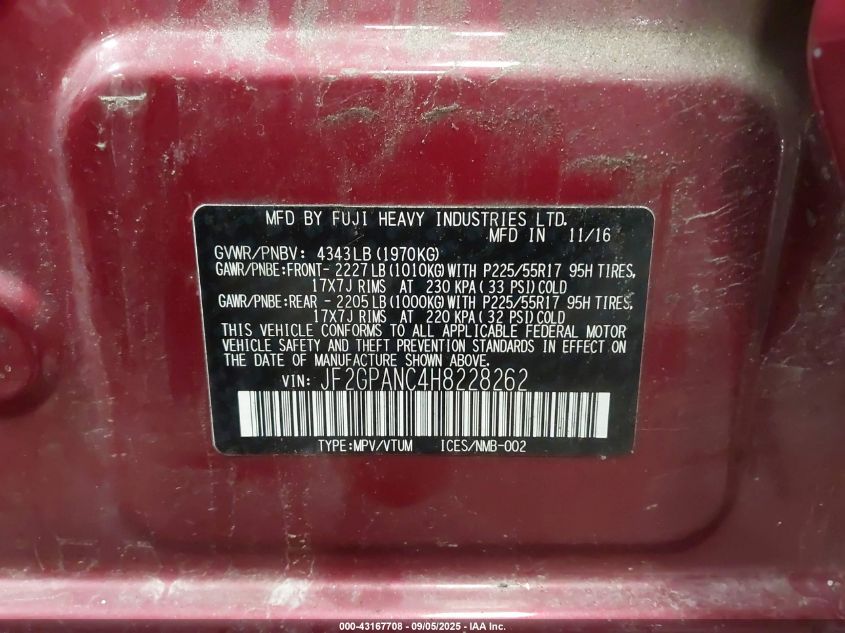 MFD BY FUJI HEAVY INDUSTRIES LTD.
MFD IN 11/16
GVWR/PNBV: 4343LB (1970KG)
GAWR/PNBE:FRONT- 2227LB (1010KG) WITH P225/55R17 95H TIRES,
17X7J RIMS AT 230 KPA( 33 PSI) COLD
GAWR/PNBE:REAR - 2205LB (1000KG) WITH P225/55R17 95H TIRES,
17X7J RIMS AT 220 KPA( 32 PSI) COLD
THIS VEHICLE CONFORMS TO ALL APPLICABLE FEDERAL MOTOR
VEHICLE SAFETY AND THEFT PREVENTION STANDARDS IN EFFECT ON
THE DATE OF MANUFACTURE SHOWN ABOVE.
VIN: JF2GPANC4H8228262
TYPE:MPV/VTUM ICES/NMB-002
000-43167708 - 09/05/2025 - IAA Inc.